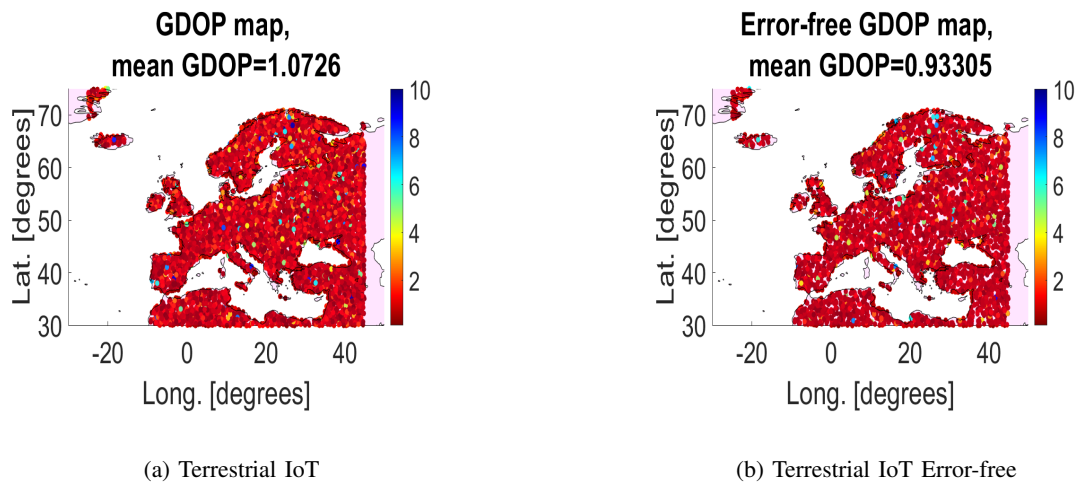 GDOP map,
mean GDOP=1.0726
10
8
6
4
2
70
60
50
40
30
Lat. [degrees]
-20
0
20
40
Long. [degrees]
(a) Terrestrial IoT
Error-free GDOP map,
mean GDOP=0.93305
10
8
6
4
2
70
60
50
40
30
Lat. [degrees]
-20
0
20
40
Long. [degrees]
(b) Terrestrial IoT Error-free